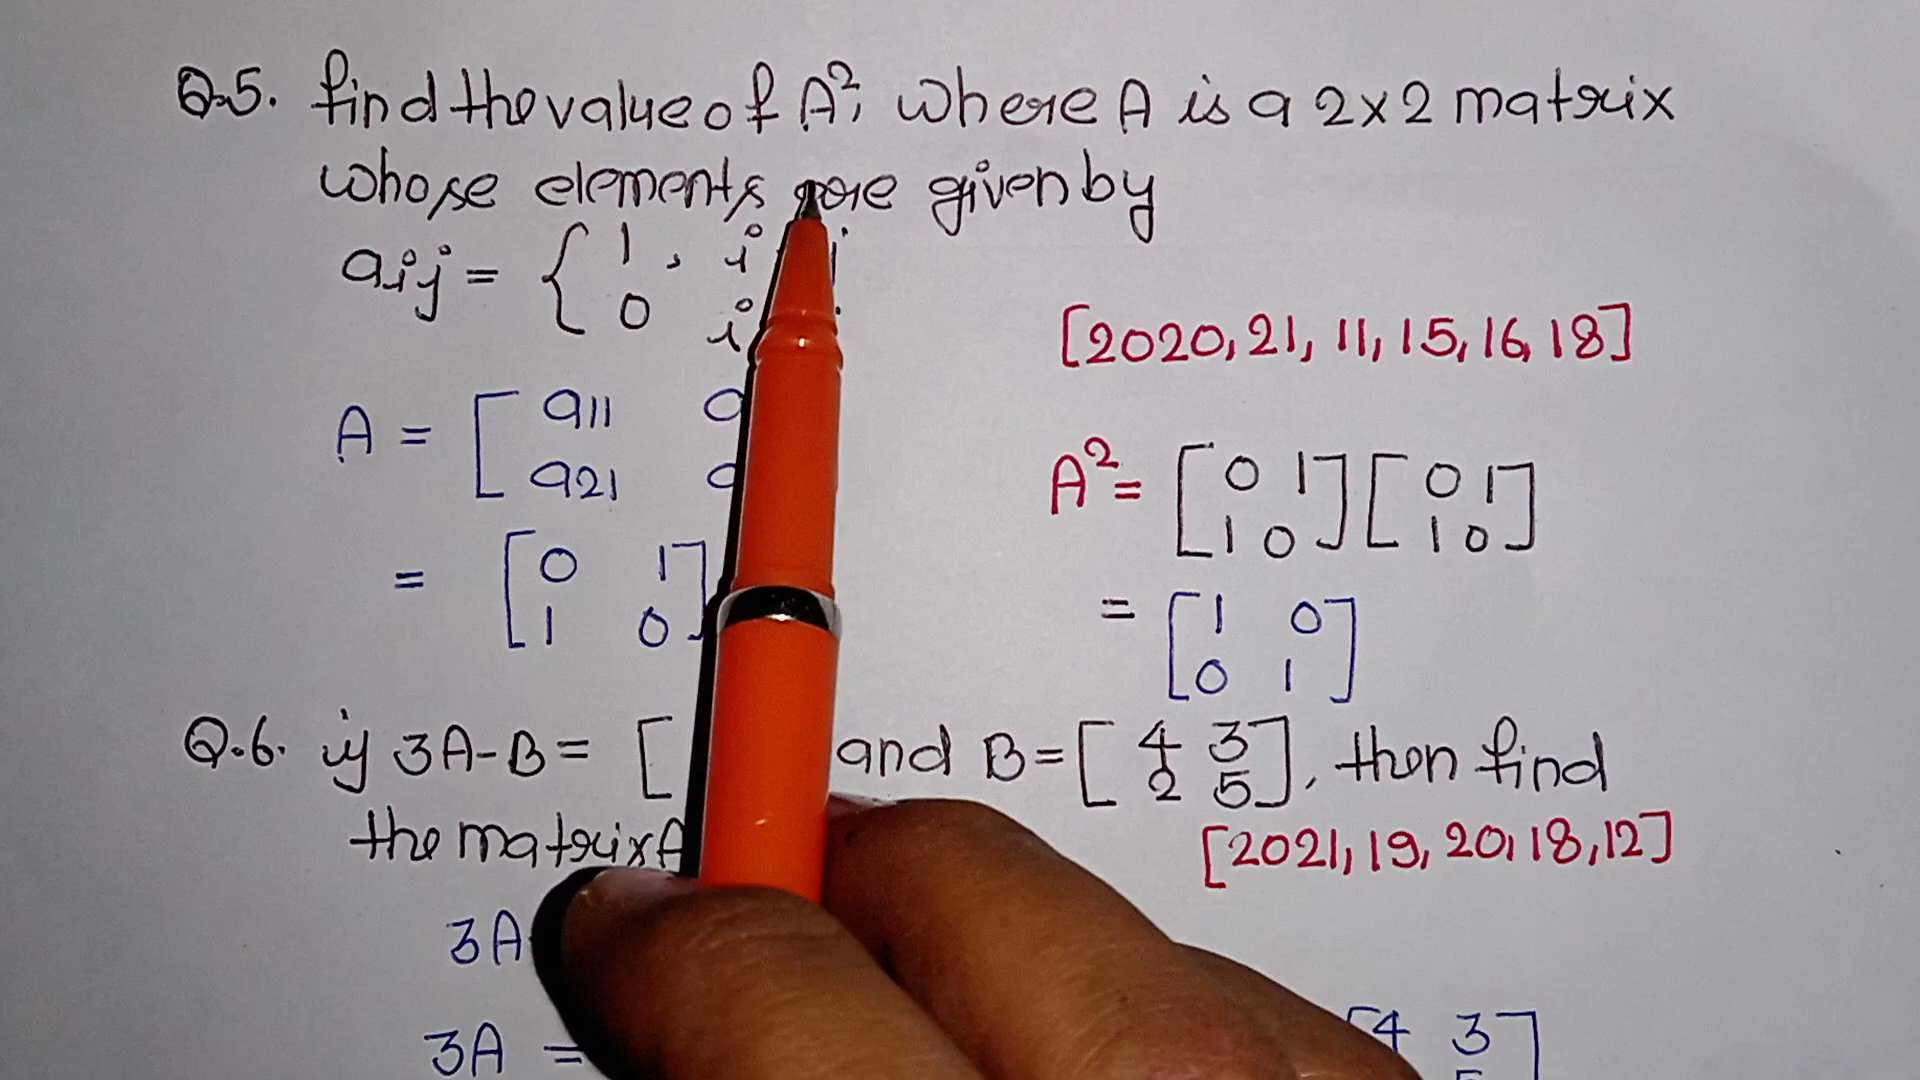 Q.5. find the value of A², where A is a 2x2 matrix
whose elements are given by
aij = { 1, i j
0 i
[2020, 21, 11, 15, 16, 18]
A = [ a11
a21
= [ 0 1 ]
1 0
A² = [ 0 1 ] [ 0 1 ]
1 0 1 0
= [ 1 0 ]
0 1
Q.6. if 3A-B = [ and B = [ 4 3 ], then find
2 5
the matrix A
[2021, 19, 20, 18, 12]
3A
3A = [ 4 3 ]